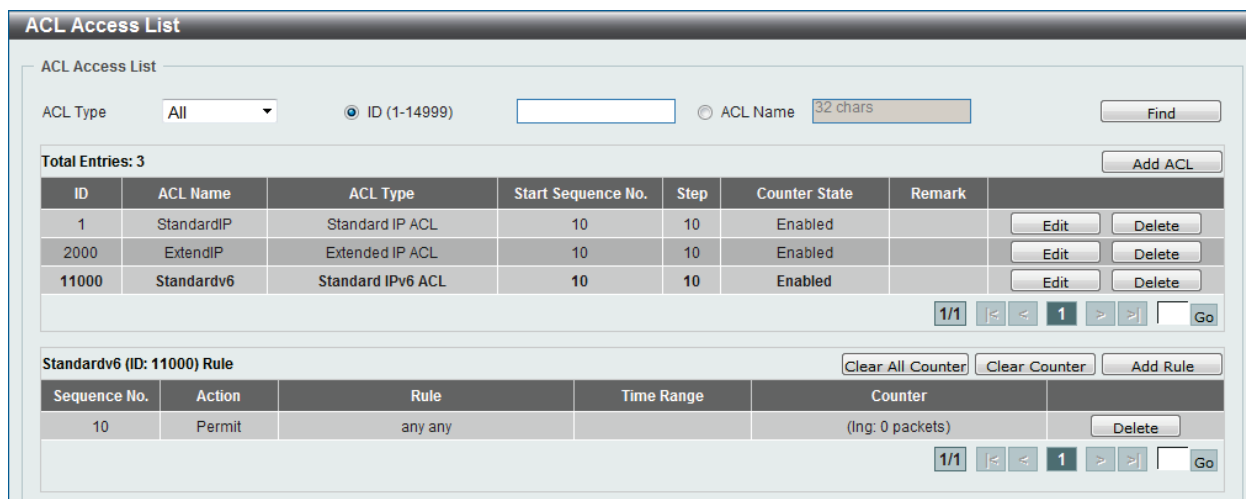 ACL Access List
ACL Access List
ACL Type All ID (1-14999) ACL Name 32 chars Find
Total Entries: 3 Add ACL
ID ACL Name ACL Type Start Sequence No. Step Counter State Remark
1 StandardIP Standard IP ACL 10 10 Enabled Edit Delete
2000 ExtendIP Extended IP ACL 10 10 Enabled Edit Delete
11000 Standardv6 Standard IPv6 ACL 10 10 Enabled Edit Delete
1/1 |< < 1 > >| Go
Standardv6 (ID: 11000) Rule Clear All Counter Clear Counter Add Rule
Sequence No. Action Rule Time Range Counter
10 Permit any any (Ing: 0 packets) Delete
1/1 |< < 1 > >| Go